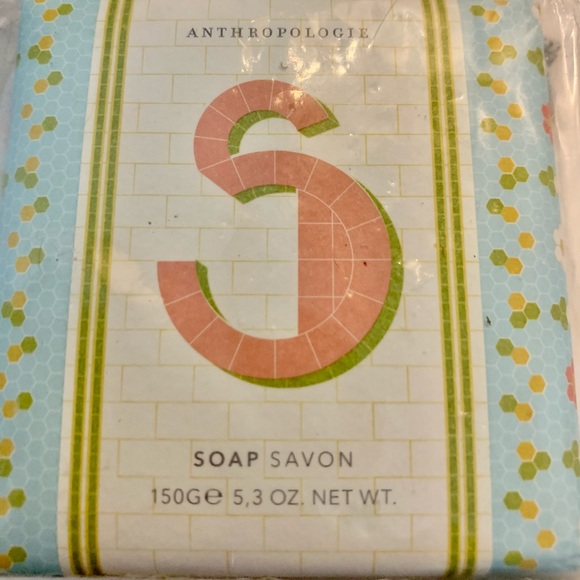 ANTHROPOLOGIE
S
SOAP SAVON
150G℮ 5,3 OZ. NET WT.